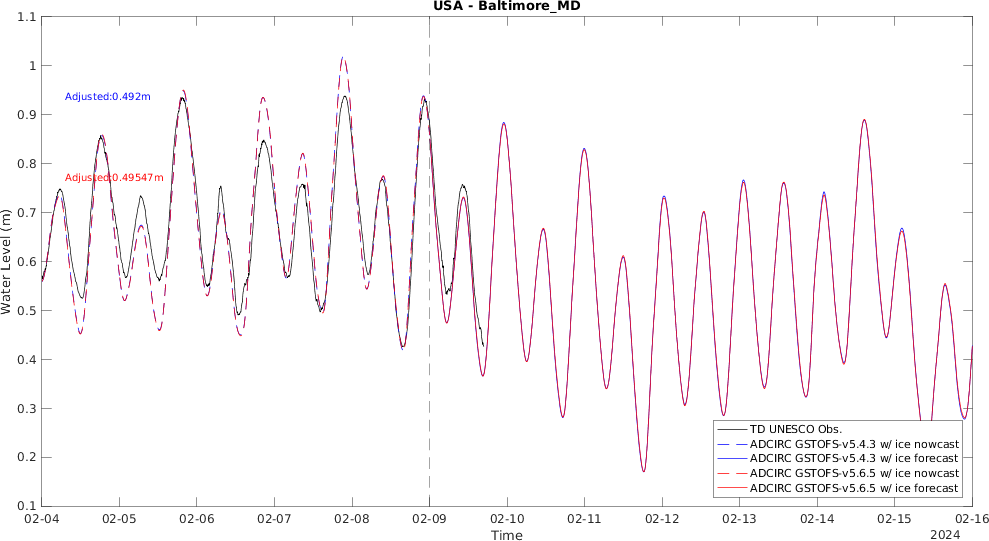 USA - Baltimore_MD
1.1
1
0.9
0.8
0.7
0.6
0.5
0.4
0.3
0.2
0.1
Water Level (m)
Adjusted:0.492m
Adjusted:0.49547m
TD UNESCO Obs.
ADCIRC GSTOFS-v5.4.3 w/ ice nowcast
ADCIRC GSTOFS-v5.4.3 w/ ice forecast
ADCIRC GSTOFS-v5.6.5 w/ ice nowcast
ADCIRC GSTOFS-v5.6.5 w/ ice forecast
02-04 02-05 02-06 02-07 02-08 02-09 02-10 02-11 02-12 02-13 02-14 02-15 02-16
Time
2024